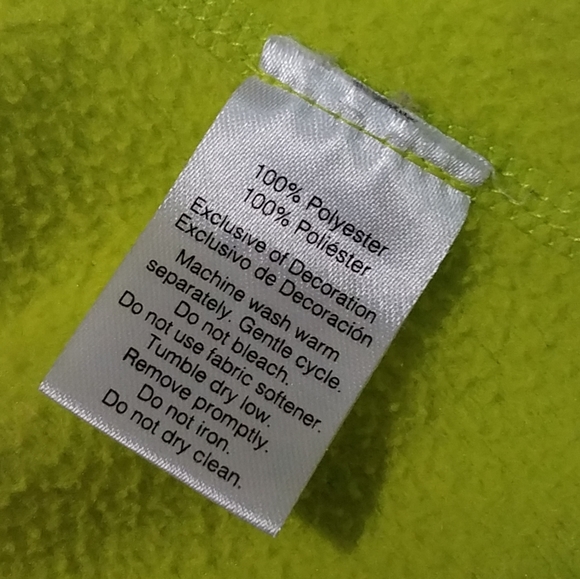 100% Polyester
100% Poliéster
Exclusive of Decoration
Exclusivo de Decoración
Machine wash warm
separately. Gentle cycle.
Do not bleach.
Do not use fabric softener.
Tumble dry low.
Remove promptly.
Do not iron.
Do not dry clean.